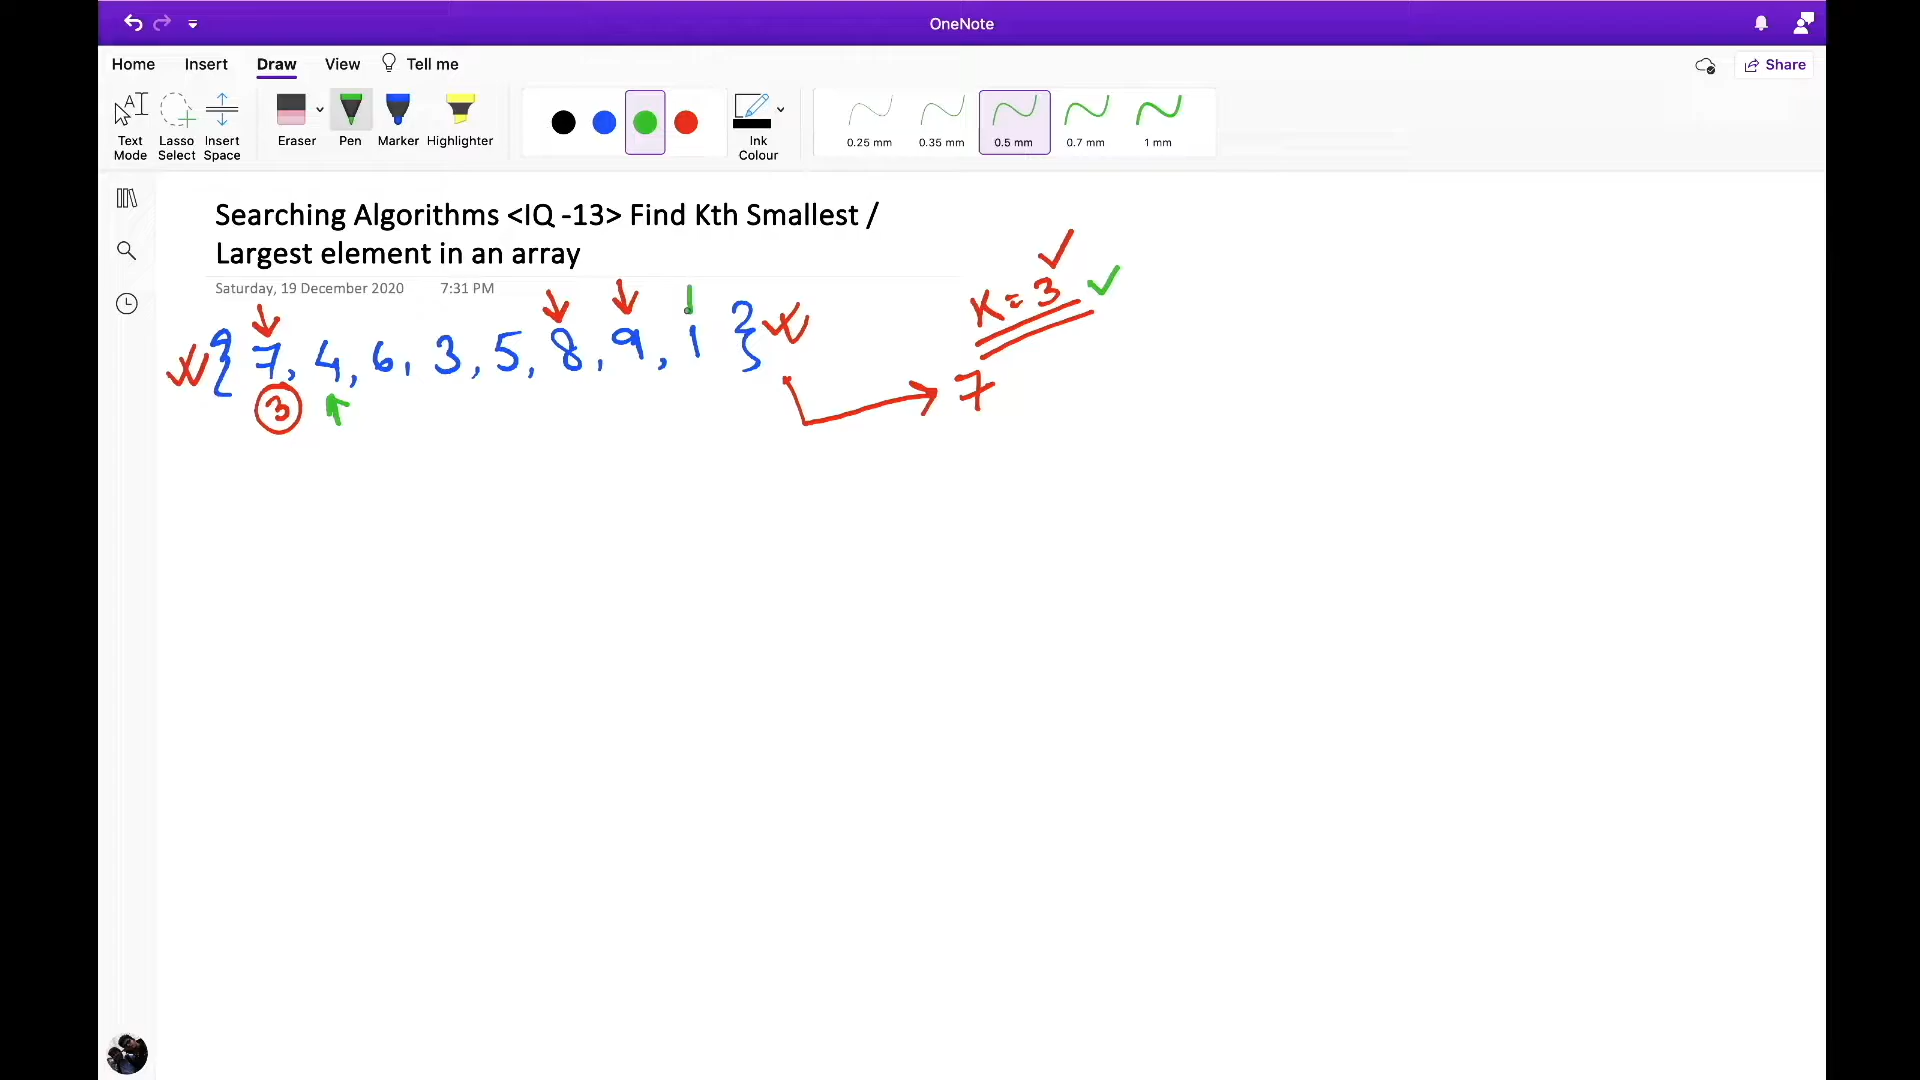 OneNote
Home Insert Draw View Tell me
Share
Text Mode
Lasso Select
Insert Space
Eraser
Pen
Marker
Highlighter
Ink Colour
0.25 mm
0.35 mm
0.5 mm
0.7 mm
1 mm
Searching Algorithms <IQ -13> Find Kth Smallest /
Largest element in an array
Saturday, 19 December 2020 7:31 PM
K = 3
{ 7, 4, 6, 3, 5, 8, 9, 1 }
3
7